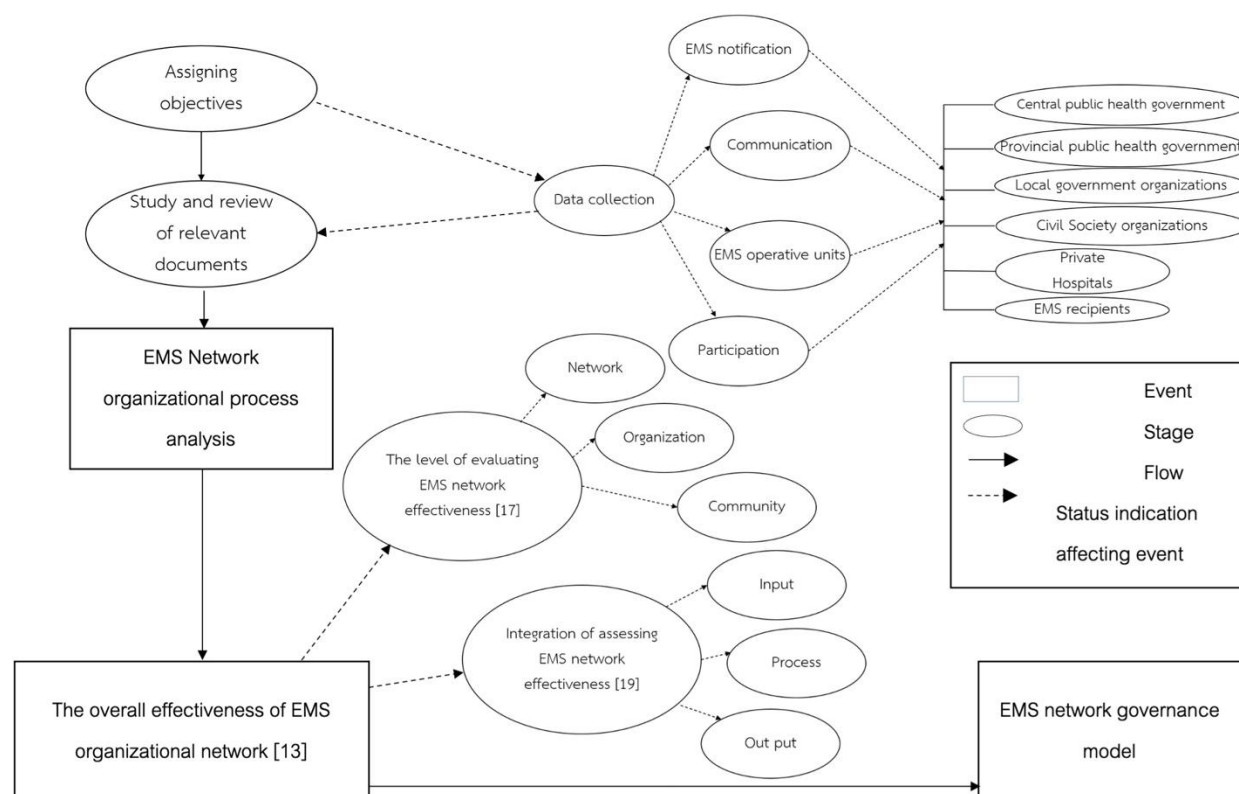 Assigning
objectives
Study and review
of relevant
documents
EMS Network
organizational process
analysis
The overall effectiveness of EMS
organizational network [13]
Data collection
EMS notification
Communication
EMS operative units
Participation
Central public health government
Provincial public health government
Local government organizations
Civil Society organizations
Private
Hospitals
EMS recipients
The level of evaluating
EMS network
effectiveness [17]
Network
Organization
Community
Integration of assessing
EMS network
effectiveness [19]
Input
Process
Out put
Event
Stage
Flow
Status indication
affecting event
EMS network governance
model